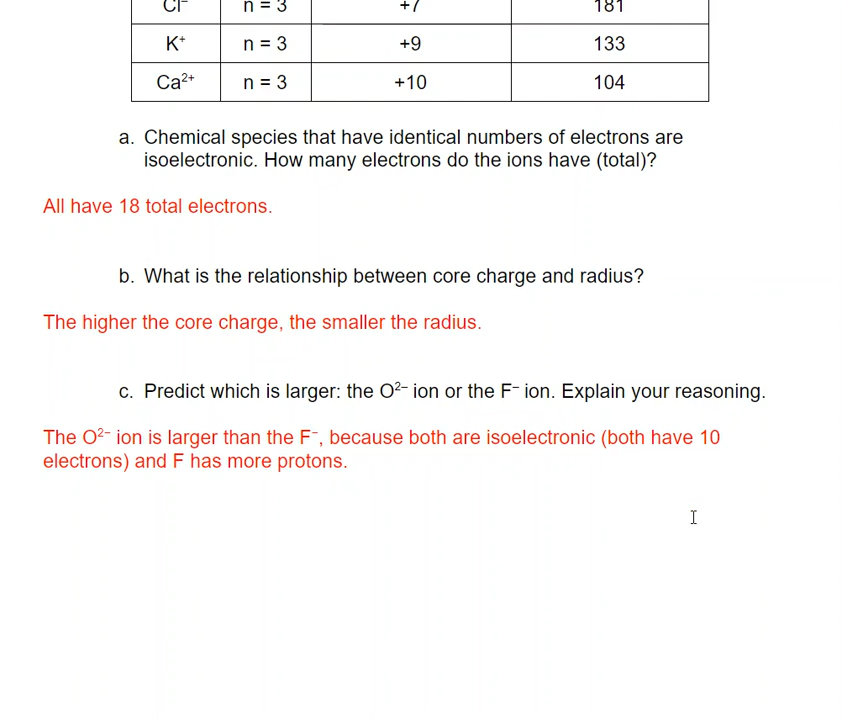 Cl⁻ n = 3 +7 181
K⁺ n = 3 +9 133
Ca²⁺ n = 3 +10 104
a. Chemical species that have identical numbers of electrons are
isoelectronic. How many electrons do the ions have (total)?
All have 18 total electrons.
b. What is the relationship between core charge and radius?
The higher the core charge, the smaller the radius.
c. Predict which is larger: the O²⁻ ion or the F⁻ ion. Explain your reasoning.
The O²⁻ ion is larger than the F⁻, because both are isoelectronic (both have 10
electrons) and F has more protons.